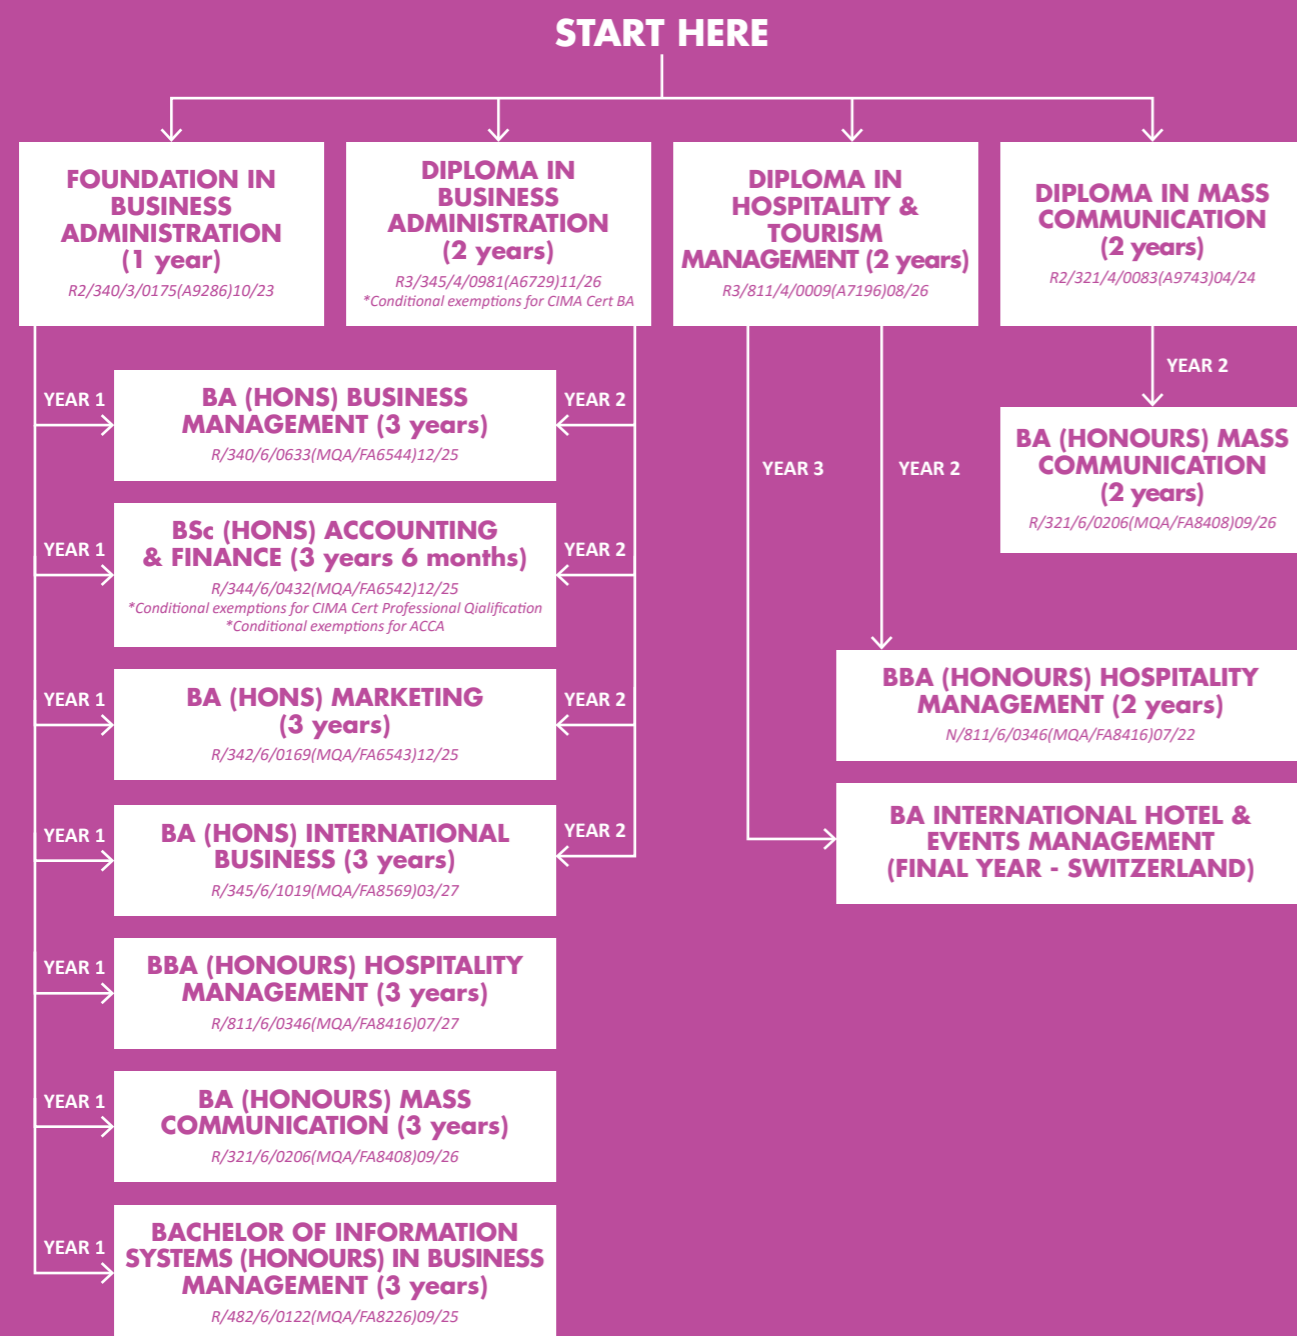 START HERE
FOUNDATION IN
BUSINESS
ADMINISTRATION
(1 year)
R2/340/3/0175(A9286)10/23
DIPLOMA IN
BUSINESS
ADMINISTRATION
(2 years)
R3/345/4/0981(A6729)11/26
*Conditional exemptions for CIMA Cert BA
DIPLOMA IN
HOSPITALITY &
TOURISM
MANAGEMENT (2 years)
R3/811/4/0009(A7196)08/26
DIPLOMA IN MASS
COMMUNICATION
(2 years)
R2/321/4/0083(A9743)04/24
YEAR 1
BA (HONS) BUSINESS
MANAGEMENT (3 years)
R/340/6/0633(MQA/FA6544)12/25
YEAR 2
YEAR 1
BSc (HONS) ACCOUNTING
& FINANCE (3 years 6 months)
R/344/6/0432(MQA/FA6542)12/25
*Conditional exemptions for CIMA Cert Professional Qialification
*Conditional exemptions for ACCA
YEAR 2
YEAR 1
BA (HONS) MARKETING
(3 years)
R/342/6/0169(MQA/FA6543)12/25
YEAR 2
YEAR 1
BA (HONS) INTERNATIONAL
BUSINESS (3 years)
R/345/6/1019(MQA/FA8569)03/27
YEAR 2
YEAR 1
BBA (HONOURS) HOSPITALITY
MANAGEMENT (3 years)
R/811/6/0346(MQA/FA8416)07/27
YEAR 1
BA (HONOURS) MASS
COMMUNICATION (3 years)
R/321/6/0206(MQA/FA8408)09/26
YEAR 1
BACHELOR OF INFORMATION
SYSTEMS (HONOURS) IN BUSINESS
MANAGEMENT (3 years)
R/482/6/0122(MQA/FA8226)09/25
YEAR 3
YEAR 2
BBA (HONOURS) HOSPITALITY
MANAGEMENT (2 years)
N/811/6/0346(MQA/FA8416)07/22
BA INTERNATIONAL HOTEL &
EVENTS MANAGEMENT
(FINAL YEAR - SWITZERLAND)
YEAR 2
BA (HONOURS) MASS
COMMUNICATION
(2 years)
R/321/6/0206(MQA/FA8408)09/26